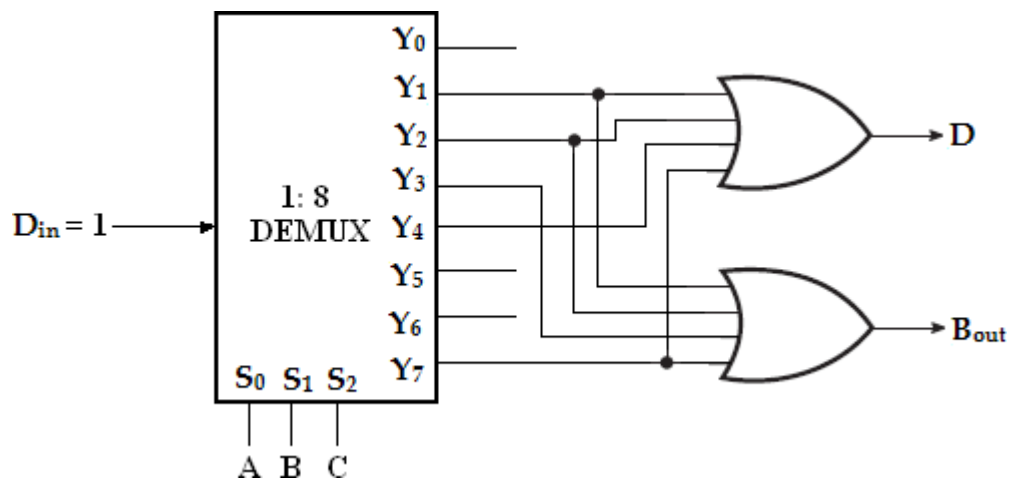 Y0
Y1
Y2
Y3
Y4
Y5
Y6
Y7
1: 8
DEMUX
Din = 1
S0 S1 S2
A B C
D
Bout